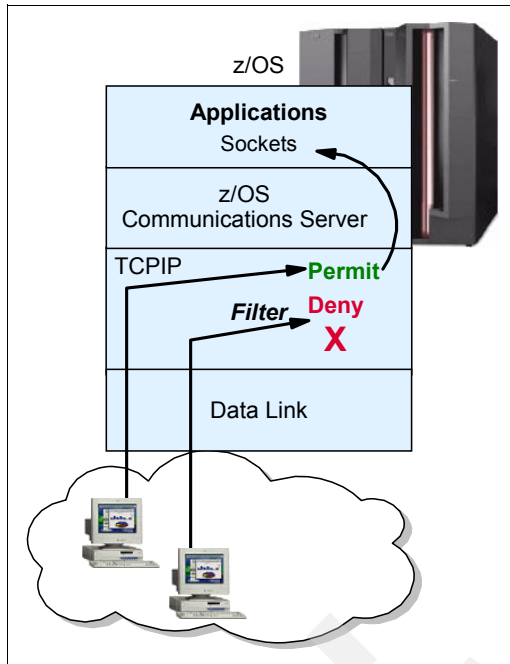 z/OS
Applications
Sockets
z/OS
Communications Server
TCPIP
Permit
Filter
Deny
X
Data Link